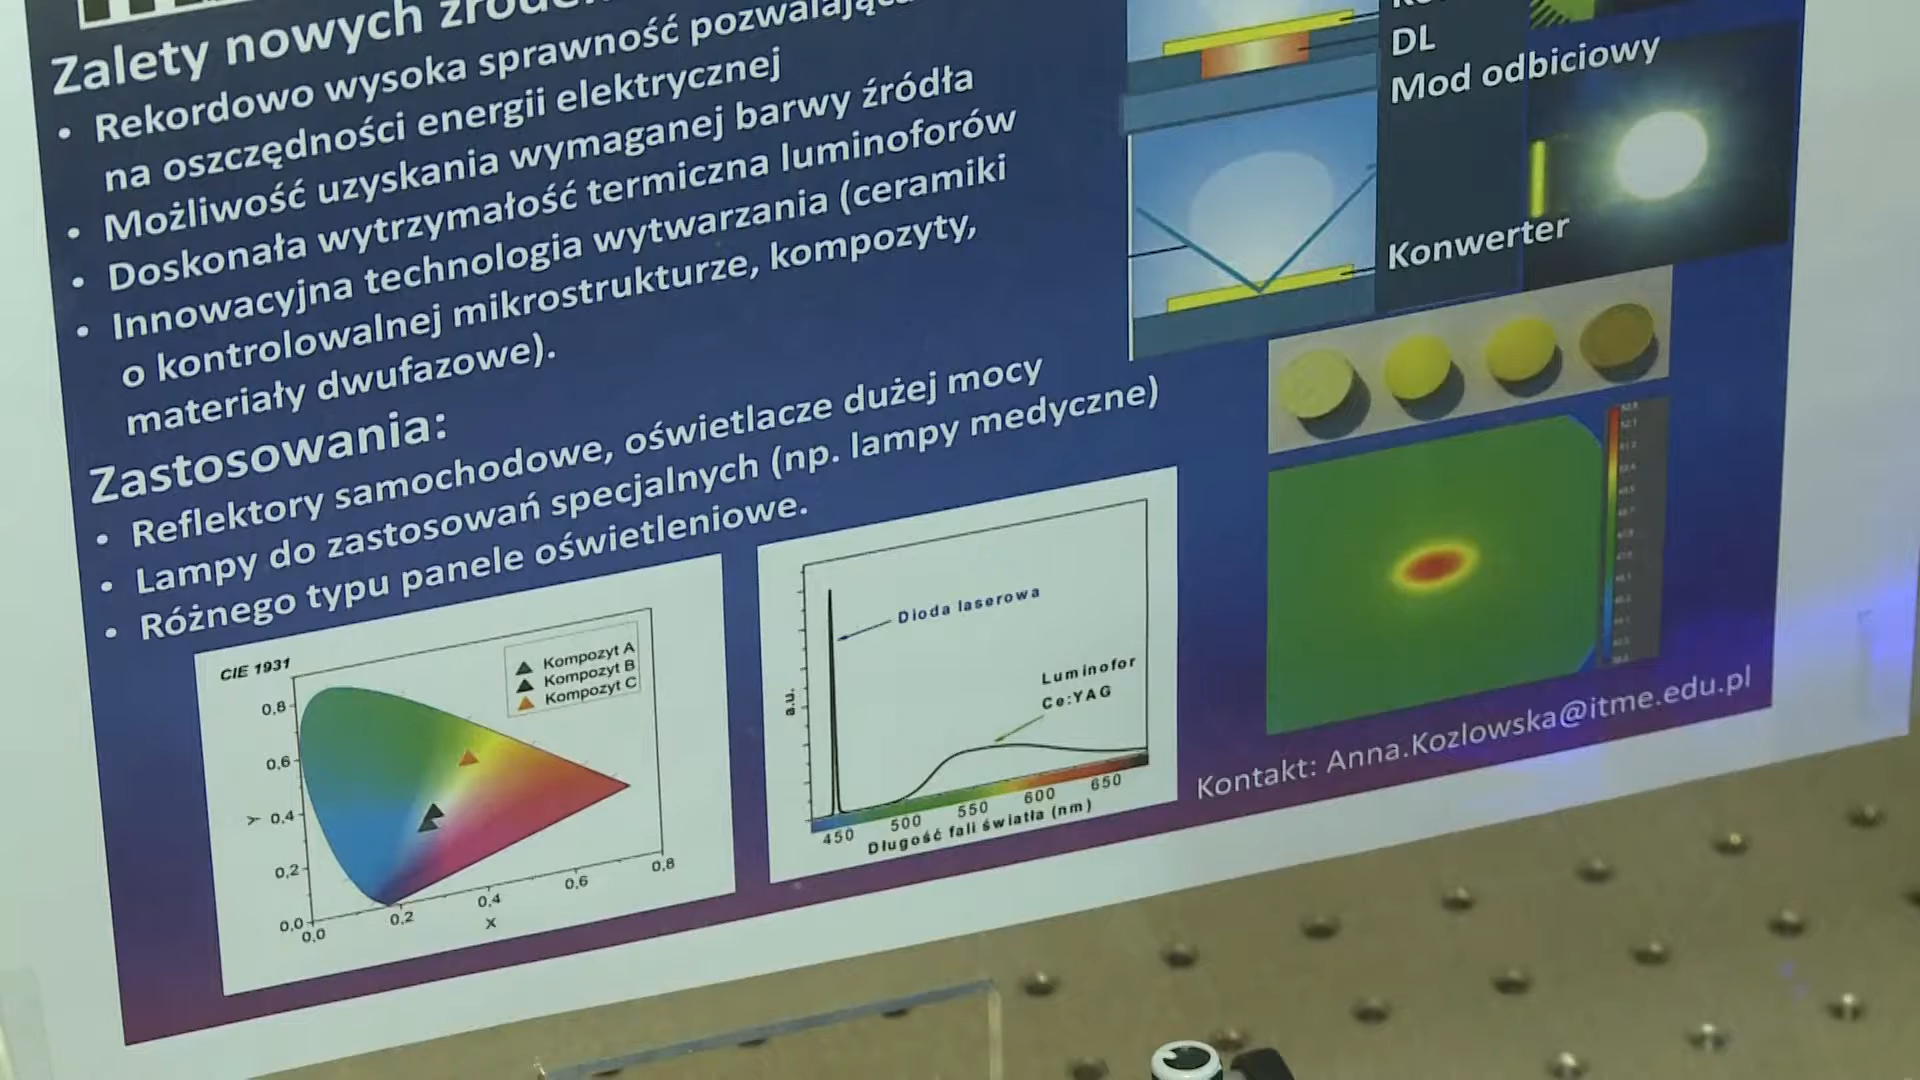 Zalety nowych
• Rekordowo wysoka sprawność pozwalająca
na oszczędności energii elektrycznej
• Możliwość uzyskania wymaganej barwy źródła
• Doskonała wytrzymałość termiczna luminoforów
• Innowacyjna technologia wytwarzania (ceramiki
o kontrolowalnej mikrostrukturze, kompozyty,
materiały dwufazowe).
Zastosowania:
• Reflektory samochodowe, oświetlacze dużej mocy
• Lampy do zastosowań specjalnych (np. lampy medyczne)
• Różnego typu panele oświetleniowe.
DL
Mod odbiciowy
Konwerter
CIE 1931
Kompozyt A
Kompozyt B
Kompozyt C
0,8
0,6
Y 0,4
0,2
0,0
0,0 0,2 0,4 0,6 0,8
X
Dioda laserowa
Luminofor
Ce:YAG
a.u.
450 500 550 600 650
Długość fali światła (nm)
Kontakt: Anna.Kozlowska@itme.edu.pl